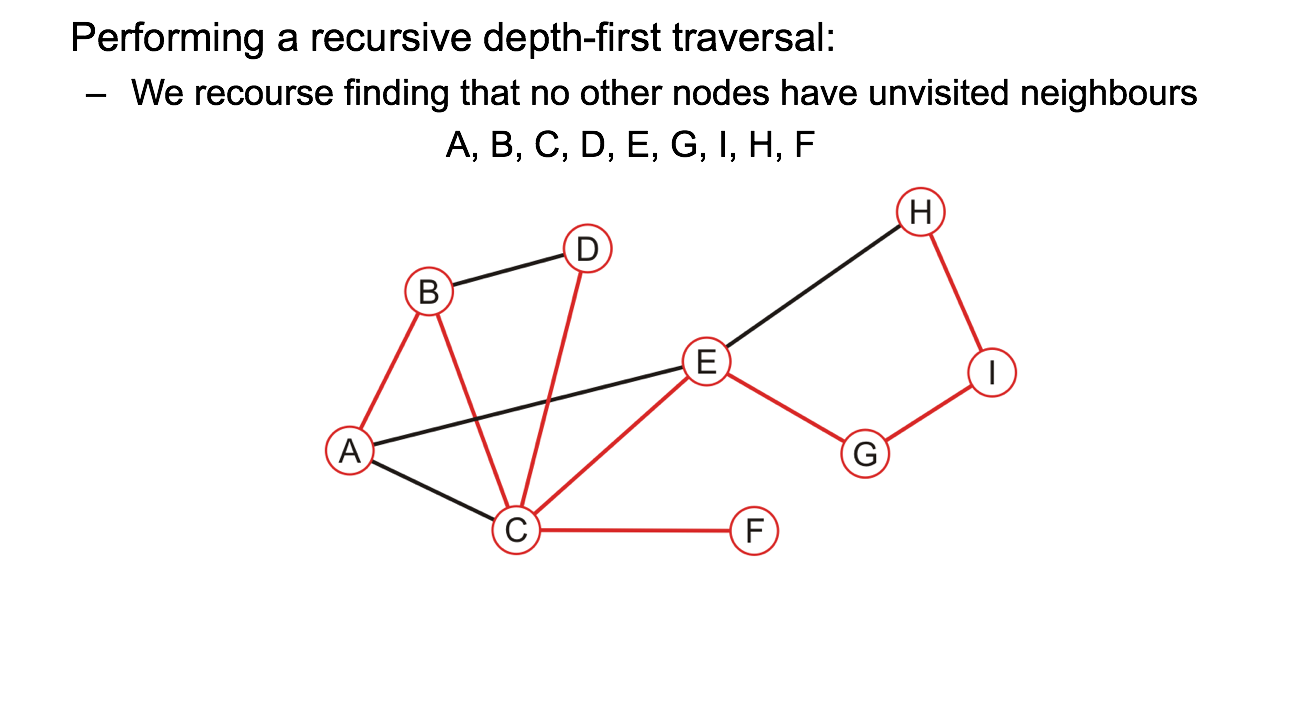 Performing a recursive depth-first traversal:
– We recourse finding that no other nodes have unvisited neighbours
A, B, C, D, E, G, I, H, F
H
D
B
E
I
A
G
C
F